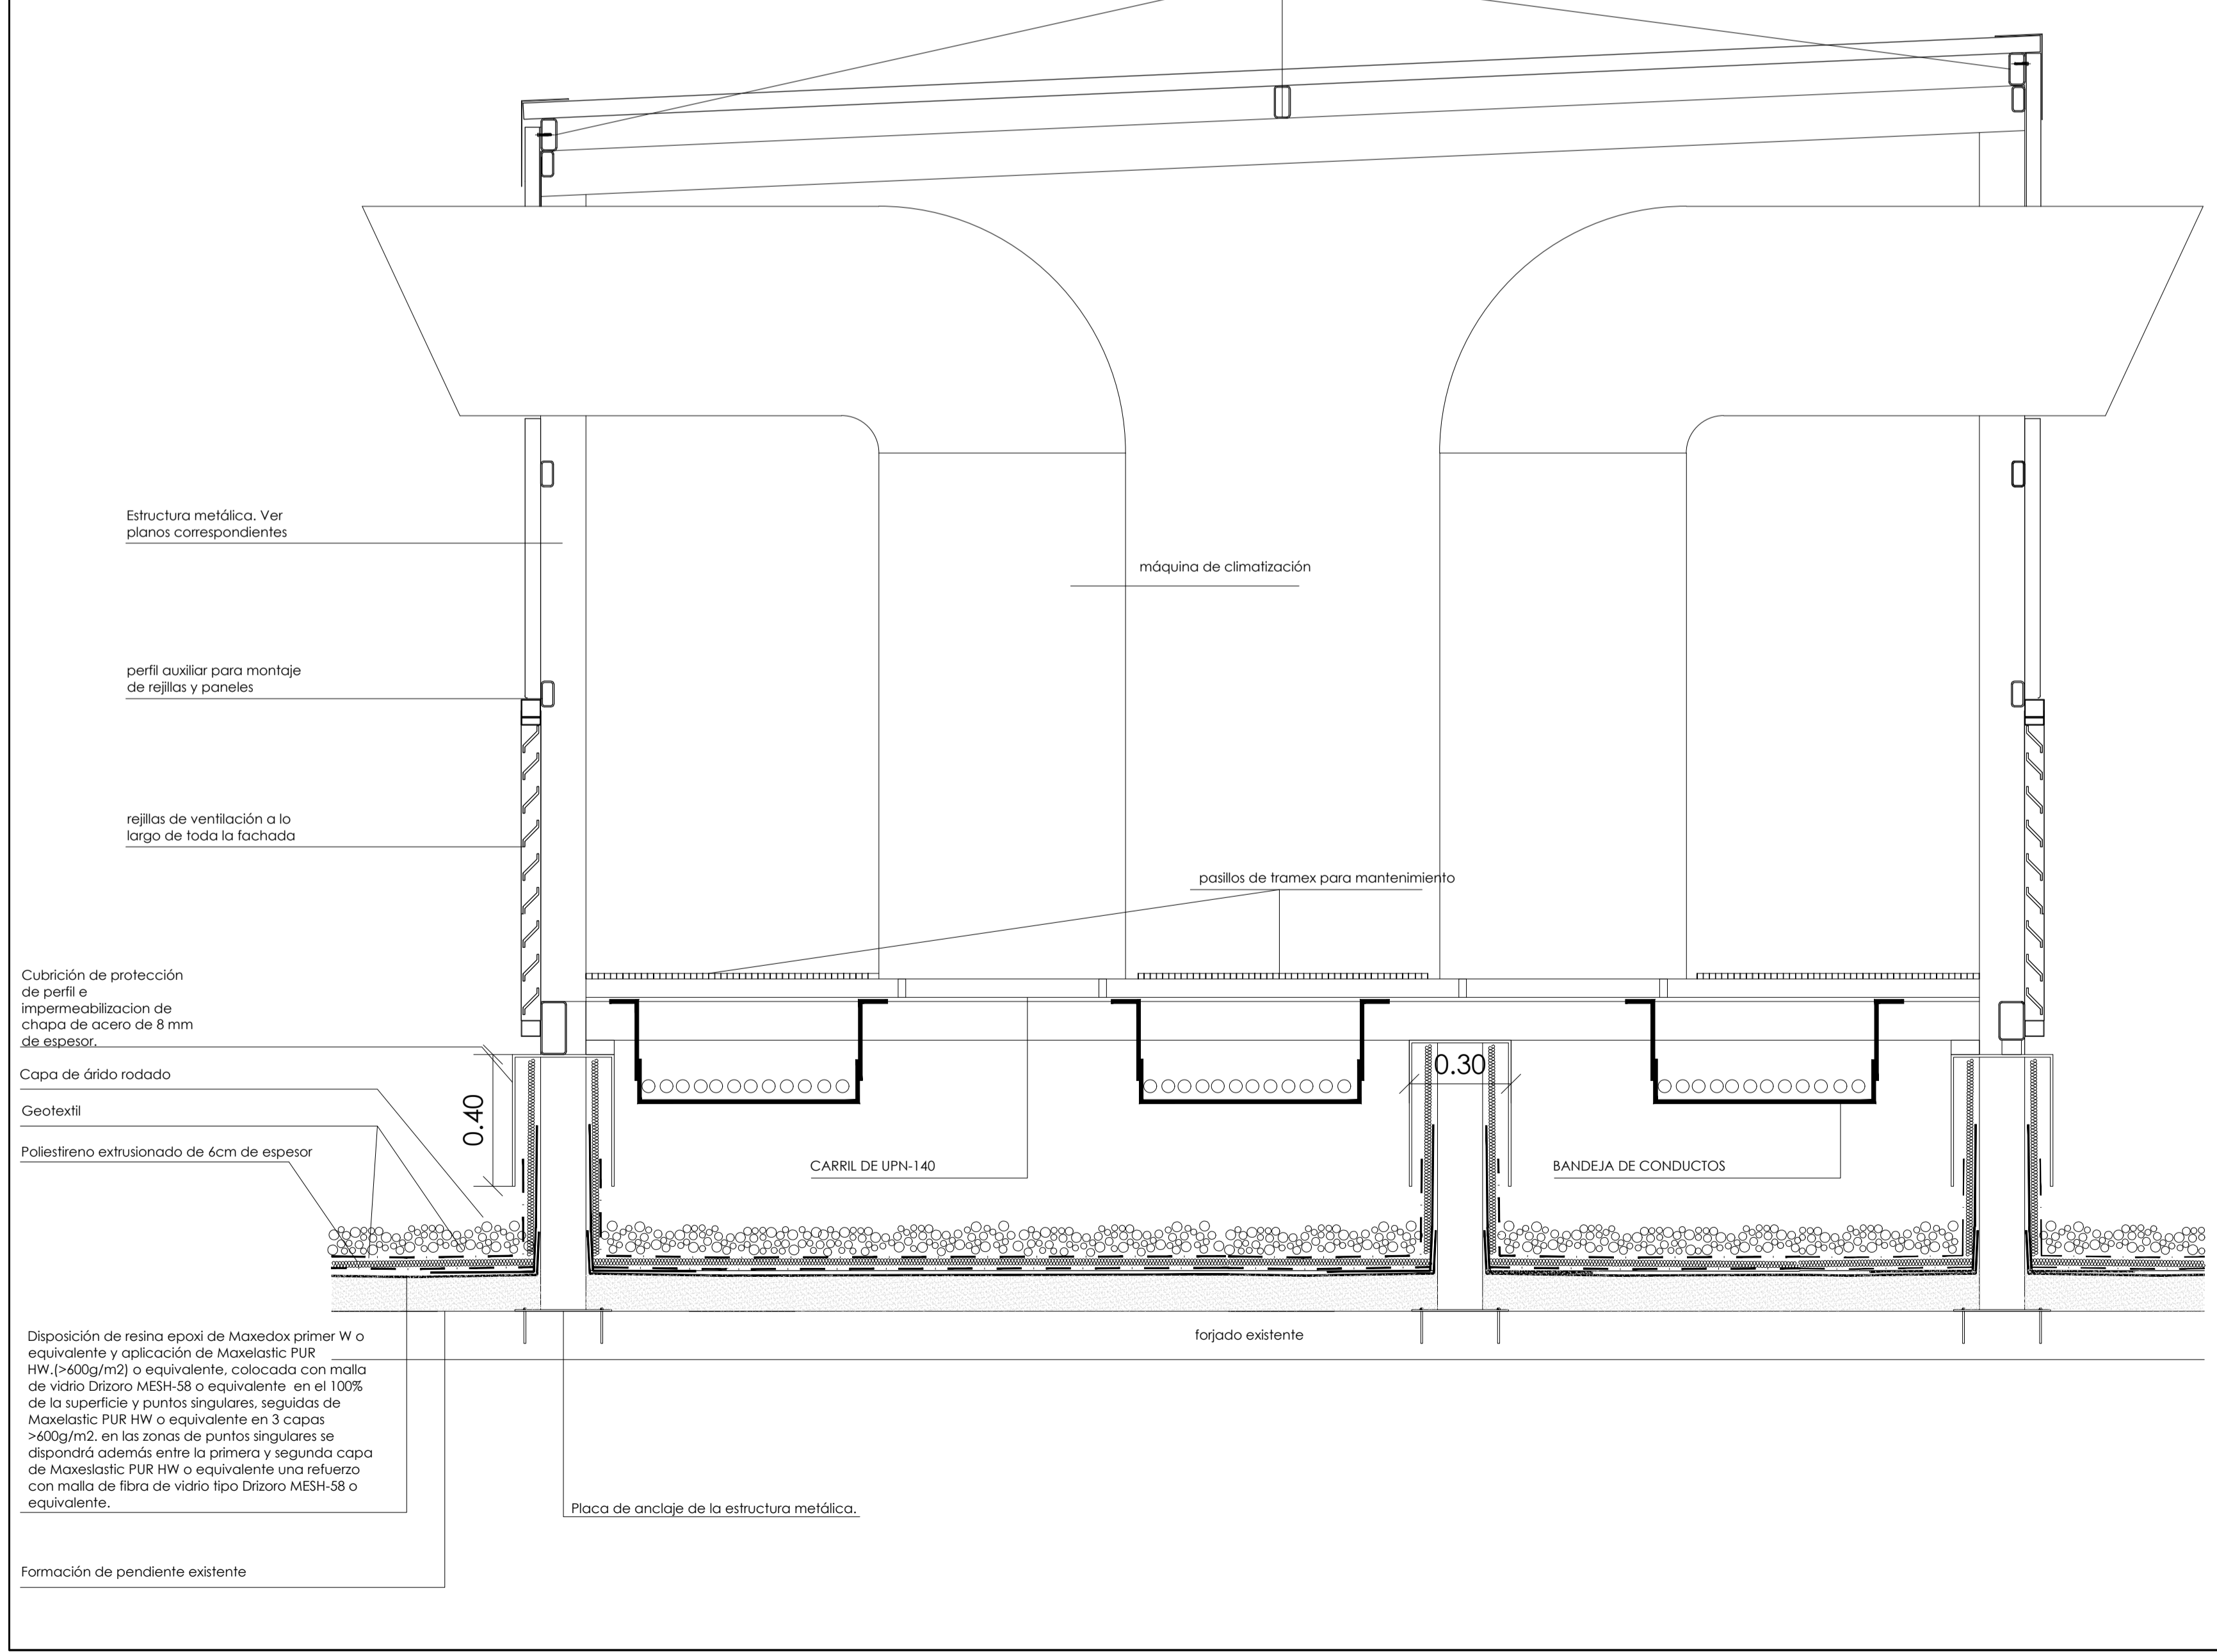 Estructura metálica. Ver
planos correspondientes
máquina de climatización
perfil auxiliar para montaje
de rejillas y paneles
rejillas de ventilación a lo
largo de toda la fachada
pasillos de tramex para mantenimiento
Cubrición de protección
de perfil e
impermeabilizacion de
chapa de acero de 8 mm
de espesor.
0.30
Capa de árido rodado
Geotextil
0.40
Poliestireno extrusionado de 6cm de espesor
CARRIL DE UPN-140
BANDEJA DE CONDUCTOS
forjado existente
Disposición de resina epoxi de Maxedox primer W o
equivalente y aplicación de Maxelastic PUR
HW.(>600g/m2) o equivalente, colocada con malla
de vidrio Drizoro MESH-58 o equivalente en el 100%
de la superficie y puntos singulares, seguidas de
Maxelastic PUR HW o equivalente en 3 capas
>600g/m2. en las zonas de puntos singulares se
dispondrá además entre la primera y segunda capa
de Maxeslastic PUR HW o equivalente una refuerzo
con malla de fibra de vidrio tipo Drizoro MESH-58 o
equivalente.
Placa de anclaje de la estructura metálica.
Formación de pendiente existente